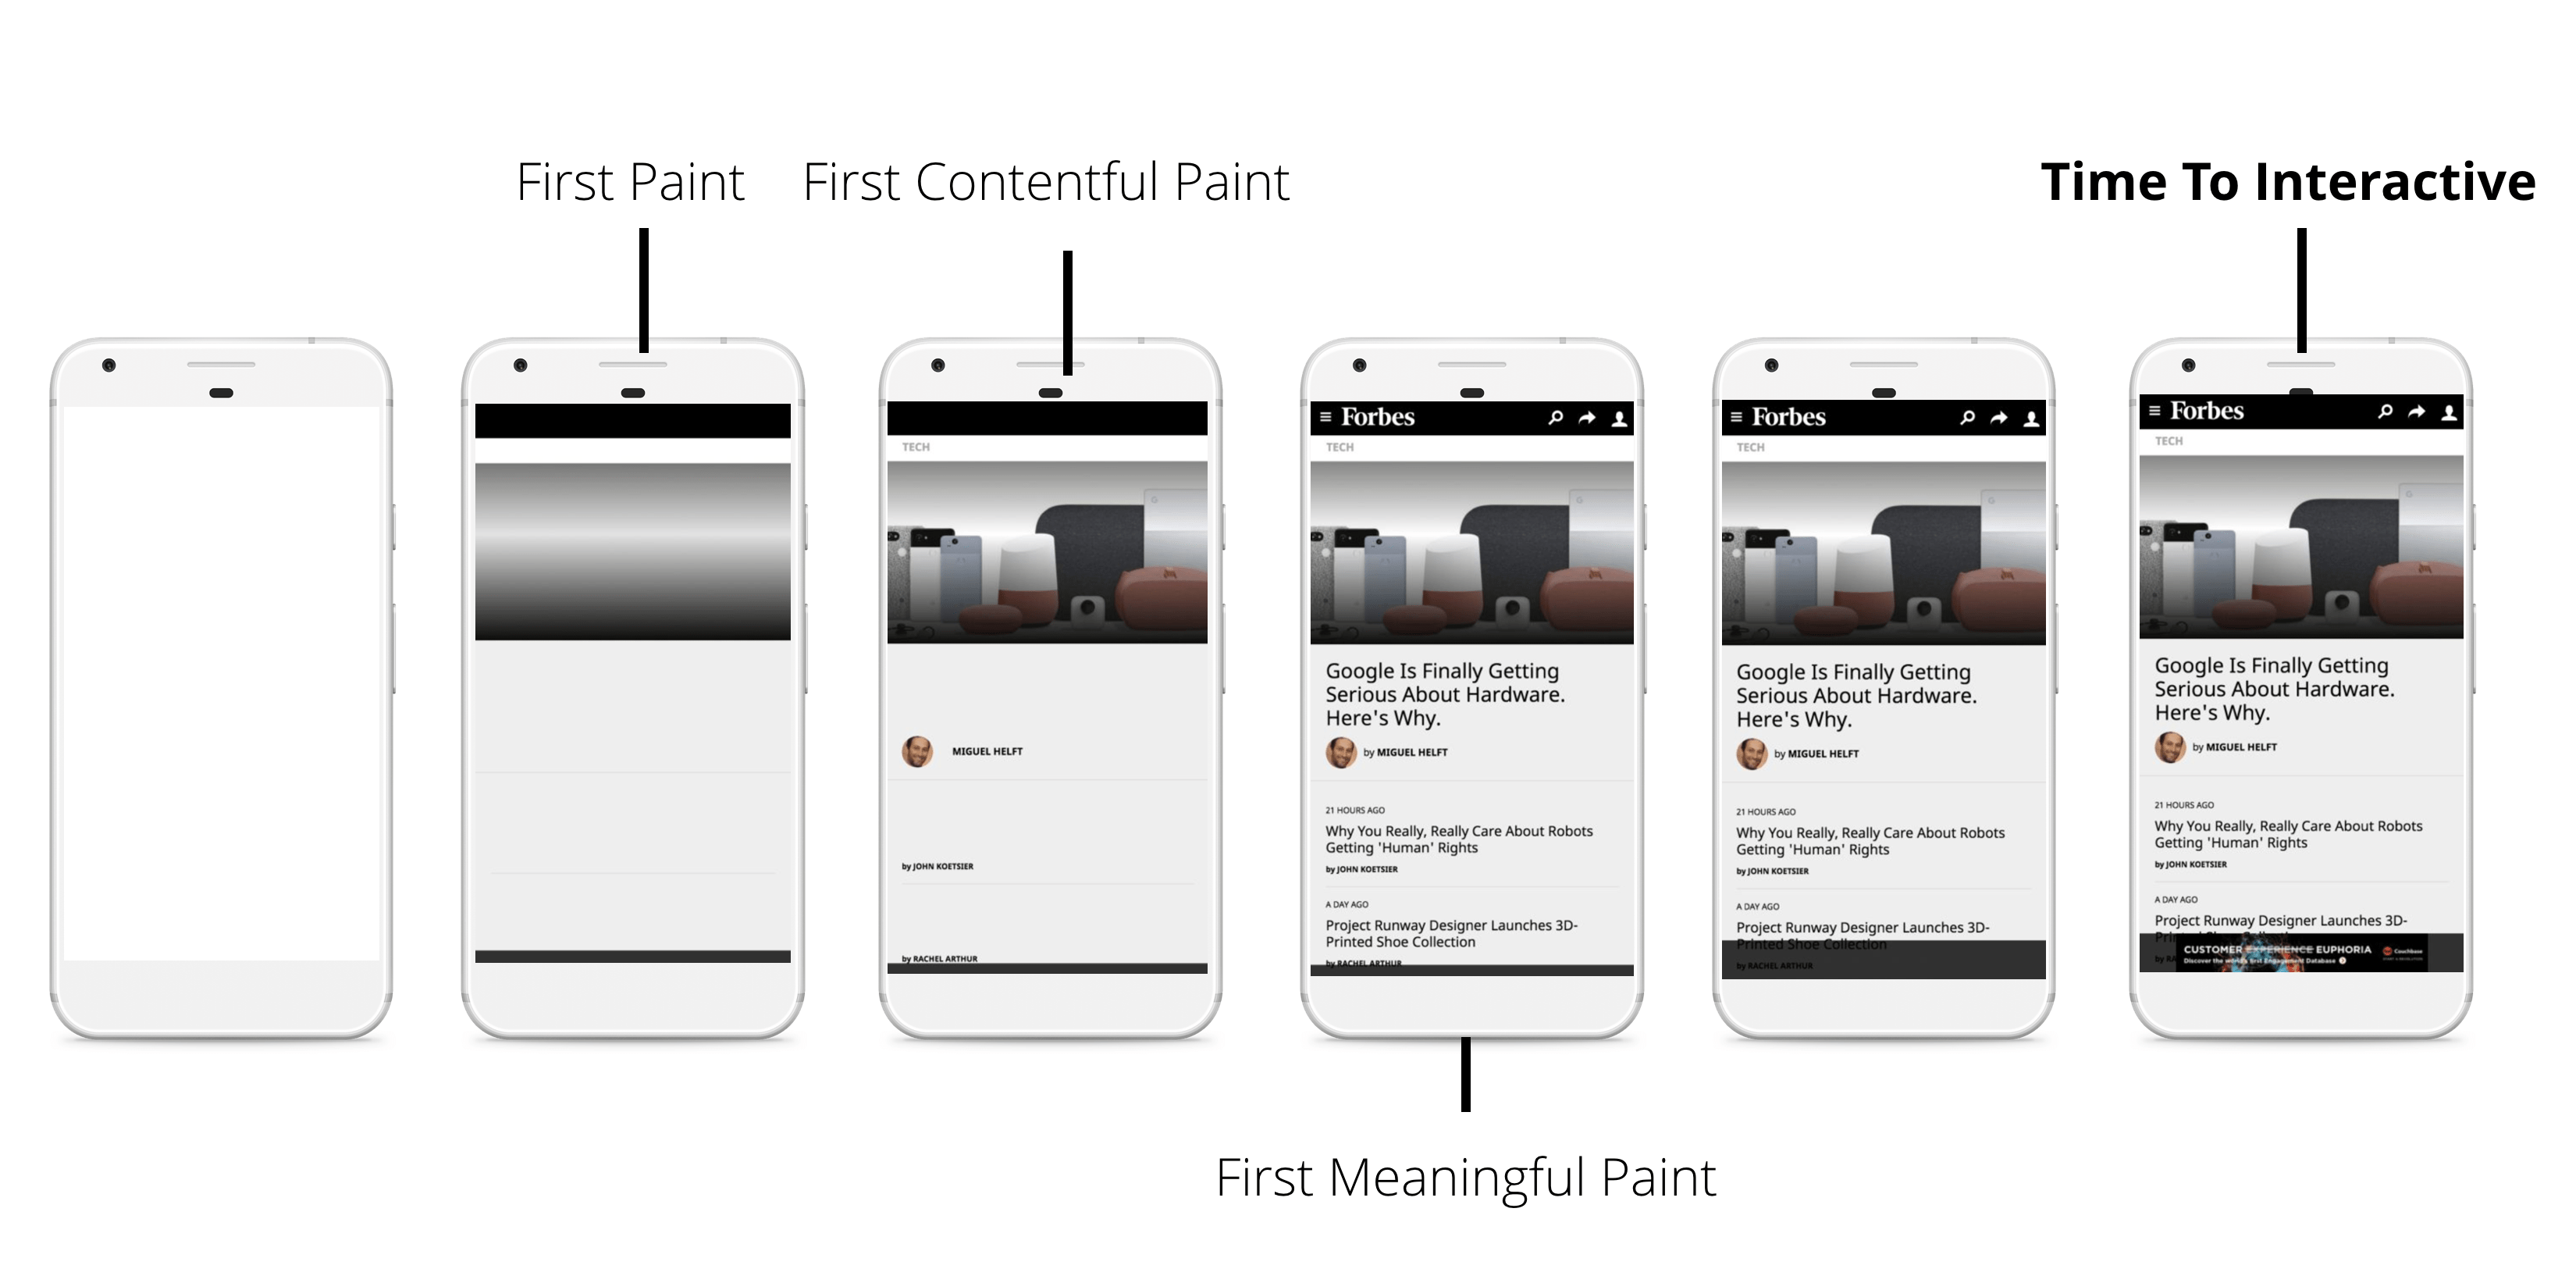 First Paint
First Contentful Paint
Time To Interactive
TECH
MIGUEL HELFT
by JOHN KOETSIER
by RACHEL ARTHUR
Forbes
TECH
Google Is Finally Getting
Serious About Hardware.
Here's Why.
by MIGUEL HELFT
21 HOURS AGO
Why You Really, Really Care About Robots
Getting 'Human' Rights
by JOHN KOETSIER
A DAY AGO
Project Runway Designer Launches 3D-
Printed Shoe Collection
by RACHEL ARTHUR
Forbes
TECH
Google Is Finally Getting
Serious About Hardware.
Here's Why.
by MIGUEL HELFT
21 HOURS AGO
Why You Really, Really Care About Robots
Getting 'Human' Rights
by JOHN KOETSIER
A DAY AGO
Project Runway Designer Launches 3D-
Printed Shoe Collection
by RACHEL ARTHUR
Forbes
TECH
Google Is Finally Getting
Serious About Hardware.
Here's Why.
by MIGUEL HELFT
21 HOURS AGO
Why You Really, Really Care About Robots
Getting 'Human' Rights
by JOHN KOETSIER
A DAY AGO
Project Runway Designer Launches 3D-
CUSTOMER EXPERIENCE EUPHORIA
Discover the world's first Engagement Database
Couchbase
First Meaningful Paint